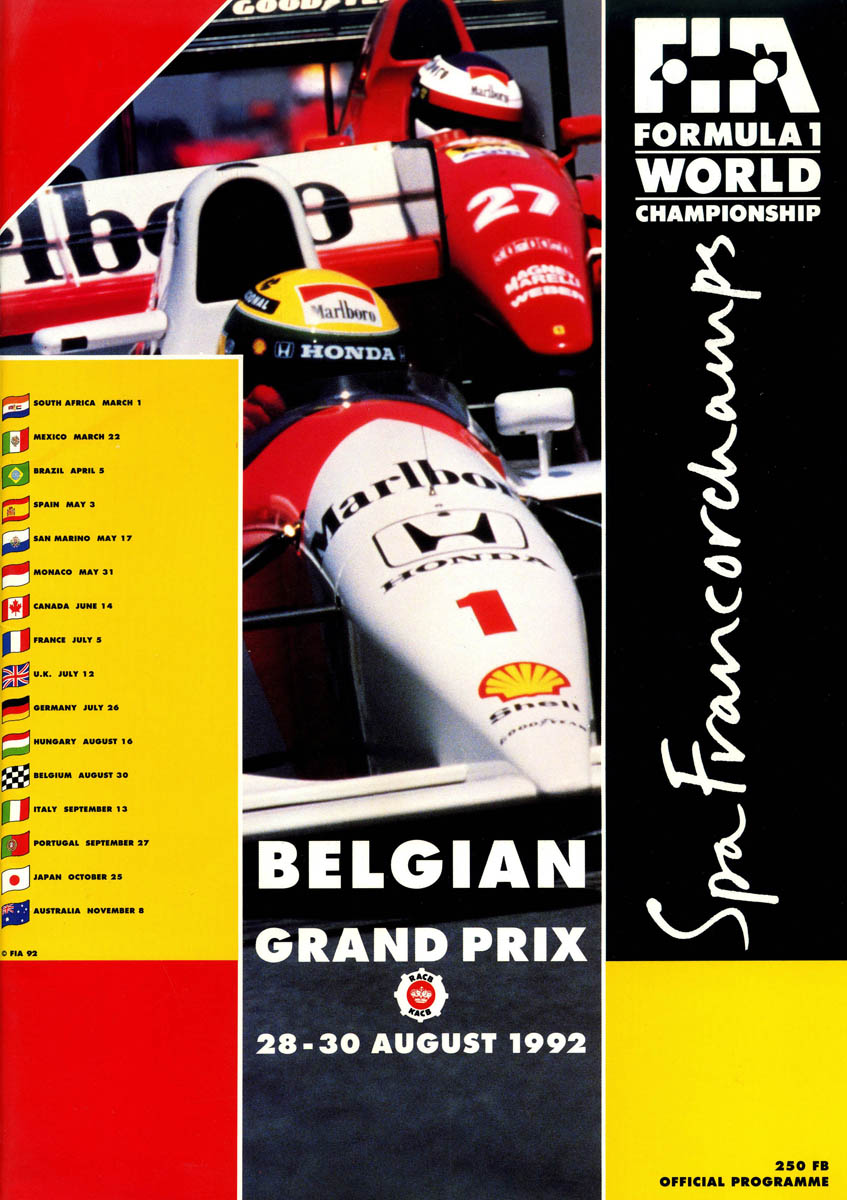 GOODYEAR
Marlboro
27
MAGNETI
MARELLI
WEBER
Marlboro
HONDA
Marlboro
HONDA
1
Shell
GOODYEAR
FIA
FORMULA 1
WORLD
CHAMPIONSHIP
Spa Francorchamps
SOUTH AFRICA MARCH 1
MEXICO MARCH 22
BRAZIL APRIL 5
SPAIN MAY 3
SAN MARINO MAY 17
MONACO MAY 31
CANADA JUNE 14
FRANCE JULY 5
U.K. JULY 12
GERMANY JULY 26
HUNGARY AUGUST 16
BELGIUM AUGUST 30
ITALY SEPTEMBER 13
PORTUGAL SEPTEMBER 27
JAPAN OCTOBER 25
AUSTRALIA NOVEMBER 8
© FIA 92
BELGIAN
GRAND PRIX
RACB
KACB
28-30 AUGUST 1992
250 FB
OFFICIAL PROGRAMME